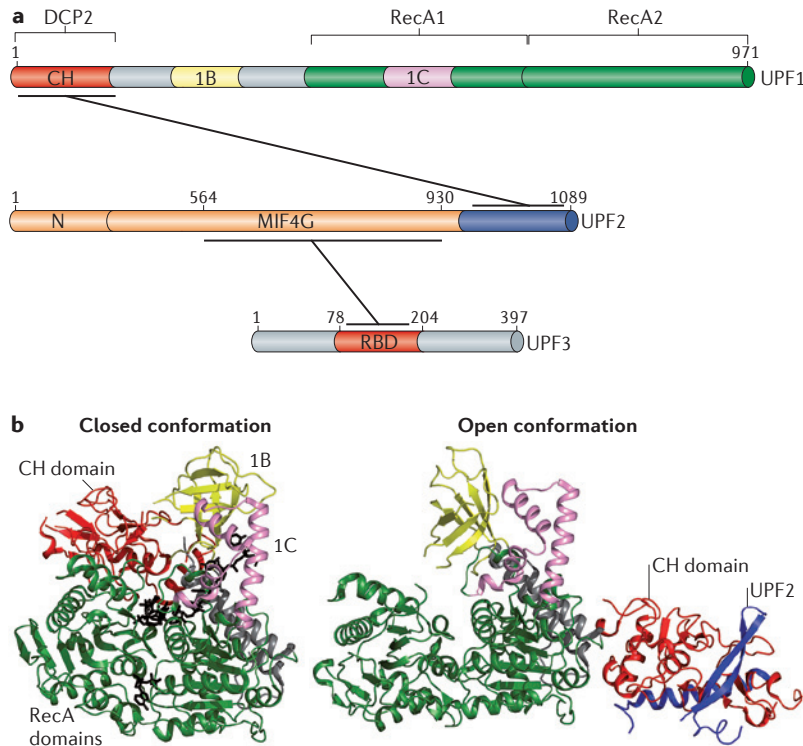 a
DCP2 RecA1 RecA2
1 971
CH 1B 1C UPF1
1 564 930 1089
N MIF4G UPF2
1 78 204 397
RBD UPF3
b Closed conformation Open conformation
1B
CH domain
1C
CH domain
UPF2
RecA
domains